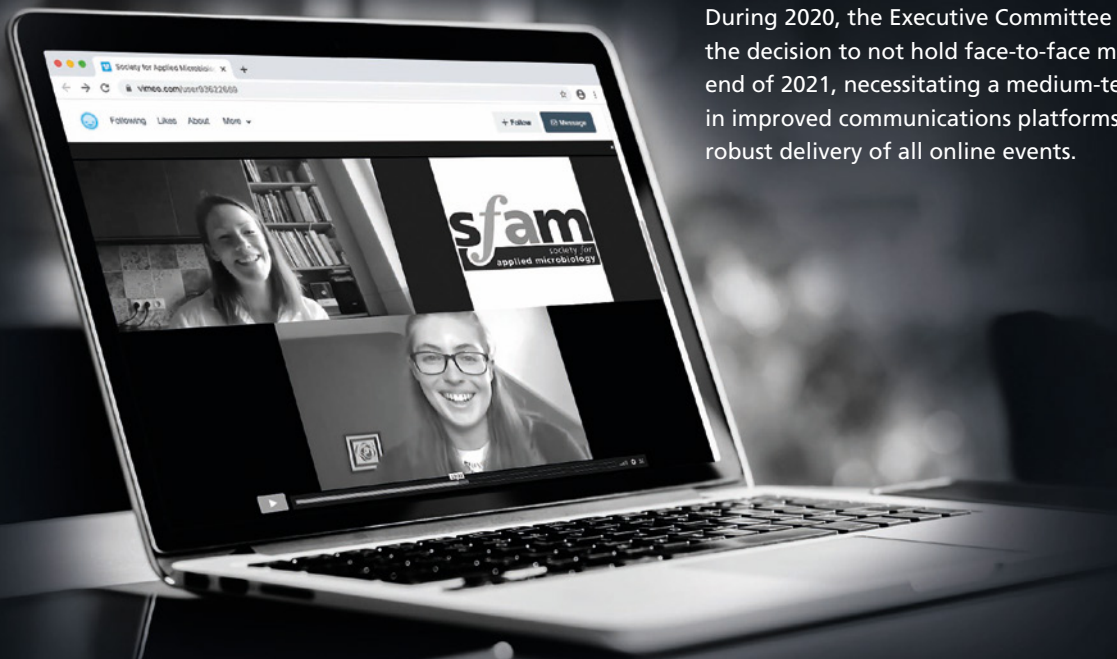 During 2020, the Executive Committee
the decision to not hold face-to-face m
end of 2021, necessitating a medium-te
in improved communications platforms
robust delivery of all online events.
Society for Applied Microbiolo
vimeo.com/user93622669
Following Likes About More + Follow Message
sfam
society for
applied microbiology